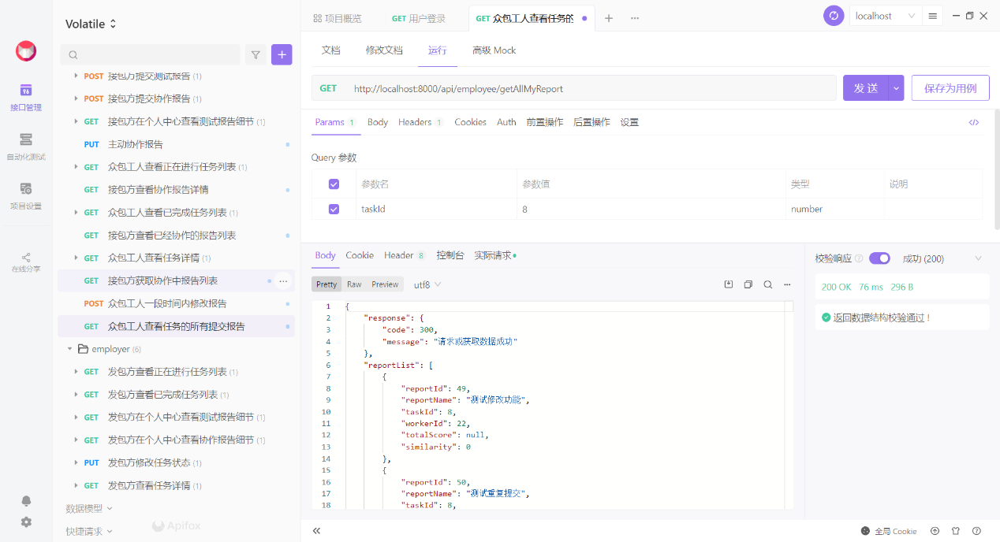 Volatile
接口管理
自动化测试
项目设置
在线分享
POST 接包方提交测试报告 (1)
POST 接包方提交协作报告 (1)
GET 接包方在个人中心查看测试报告细节 (1)
PUT 主动协作报告
GET 众包工人查看正在进行任务列表 (1)
GET 接包方查看协作报告详情
GET 众包工人查看已完成任务列表 (1)
GET 接包方查看已经协作的报告列表
GET 众包工人查看任务详情 (1)
GET 接包方获取协作中报告列表
POST 众包工人一段时间内修改报告
GET 众包工人查看任务的所有提交报告
employer (6)
GET 发包方查看正在进行任务列表 (1)
GET 发包方查看已完成任务列表 (1)
GET 发包方在个人中心查看测试报告细节 (1)
GET 发包方在个人中心查看协作报告细节 (1)
PUT 发包方修改任务状态 (1)
GET 发包方查看任务详情 (1)
数据模型
快捷请求
Apifox
项目概览
GET 用户登录
GET 众包工人查看任务的
localhost
文档 修改文档 运行 高级 Mock
GET http://localhost:8000/api/employee/getAllMyReport
发 送
保存为用例
Params 1 Body Headers 1 Cookies Auth 前置操作 后置操作 设置
Query 参数
参数名 参数值 类型 说明
taskId 8 number
Body Cookie Header 8 控制台 实际请求
Pretty Raw Preview utf8
1 {
2 "response": {
3 "code": 300,
4 "message": "请求或获取数据成功"
5 },
6 "reportList": [
7 {
8 "reportId": 49,
9 "reportName": "测试修改功能",
10 "taskId": 8,
11 "workerId": 22,
12 "totalScore": null,
13 "similarity": 0
14 },
15 {
16 "reportId": 50,
17 "reportName": "测试重复提交",
18 "taskId": 8,
校验响应 成功 (200)
200 OK 76 ms 296 B
返回数据结构校验通过！
全局 Cookie